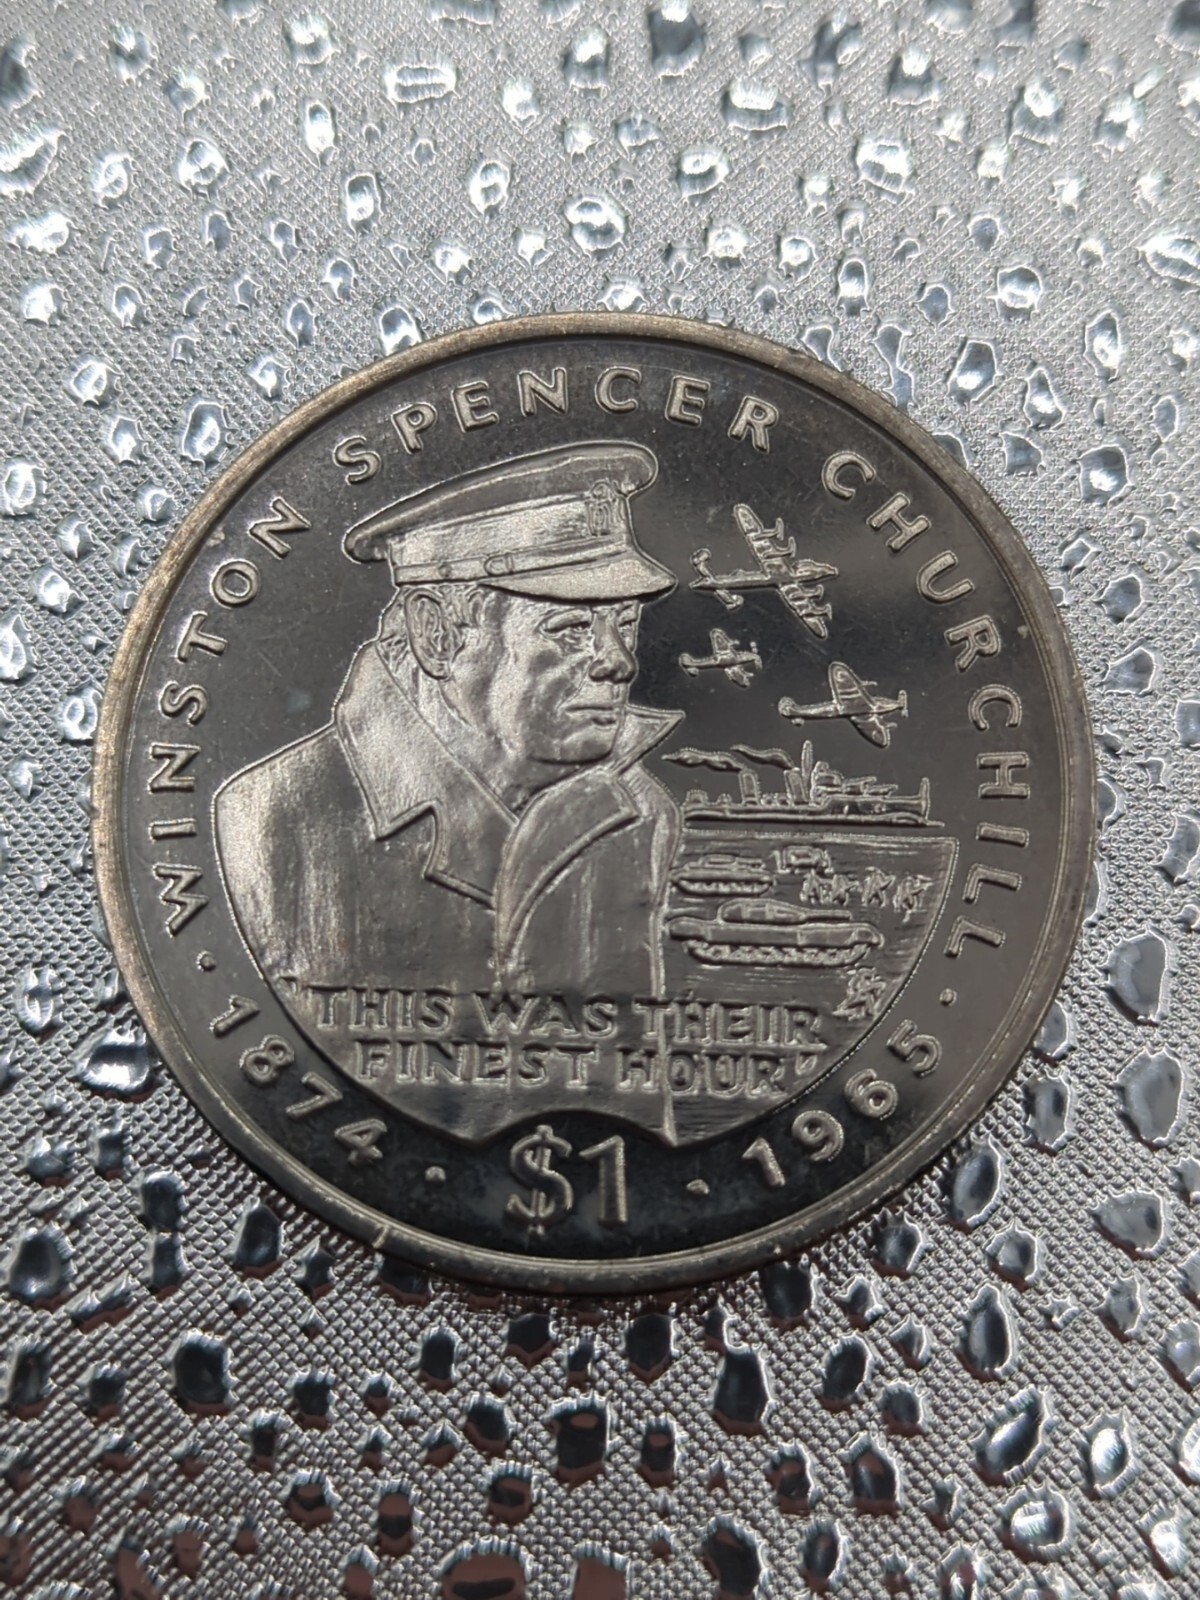 WINSTON SPENCER CHURCHILL
"THIS WAS THEIR
FINEST HOUR"
· 1874 · $1 · 1965 ·